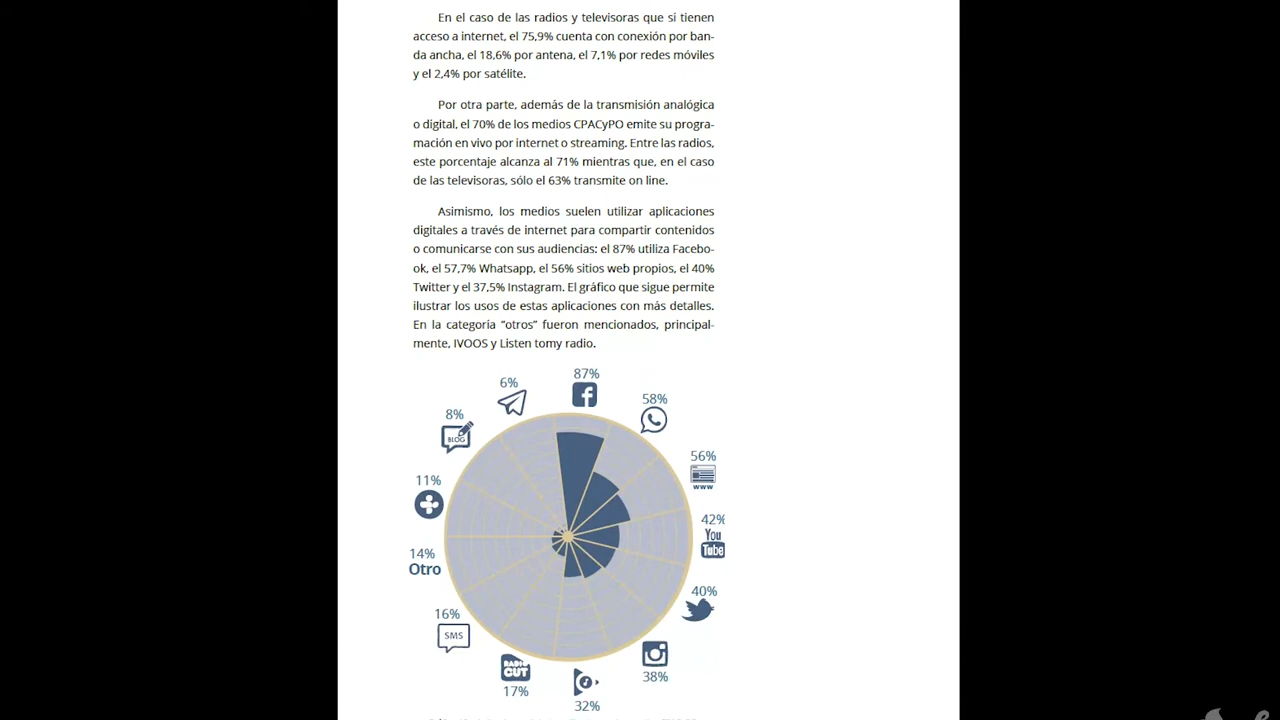 En el caso de las radios y televisoras que si tienen
acceso a internet, el 75,9% cuenta con conexión por ban-
da ancha, el 18,6% por antena, el 7,1% por redes móviles
y el 2,4% por satélite.
Por otra parte, además de la transmisión analógica
o digital, el 70% de los medios CPACyPO emite su progra-
mación en vivo por internet o streaming. Entre las radios,
este porcentaje alcanza al 71% mientras que, en el caso
de las televisoras, sólo el 63% transmite on line.
Asimismo, los medios suelen utilizar aplicaciones
digitales a través de internet para compartir contenidos
o comunicarse con sus audiencias: el 87% utiliza Facebo-
ok, el 57,7% Whatsapp, el 56% sitios web propios, el 40%
Twitter y el 37,5% Instagram. El gráfico que sigue permite
ilustrar los usos de estas aplicaciones con más detalles.
En la categoría “otros” fueron mencionados, principal-
mente, IVOOS y Listen tomy radio.
87%
58%
56%
www
42%
You
Tube
40%
38%
32%
17%
RADIO
CUT
16%
SMS
14%
Otro
11%
8%
BLOG
6%